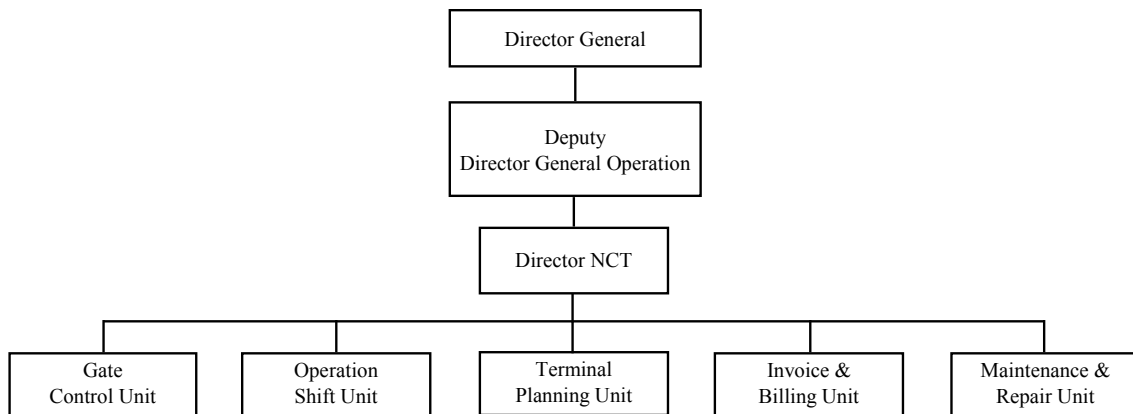 Director General
Deputy
Director General Operation
Director NCT
Gate
Control Unit
Operation
Shift Unit
Terminal
Planning Unit
Invoice &
Billing Unit
Maintenance &
Repair Unit